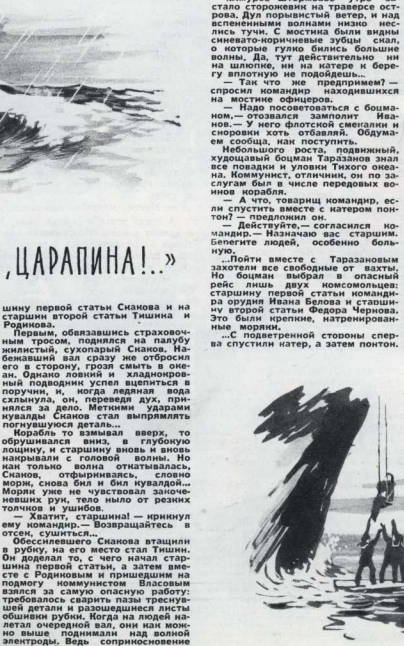 ,ЦАРАПИНА!..»
шину первой статьи Скакова и на
старшин второй статьи Тишина и
Родикова.
Первым, обвязавшись страховоч-
ным тросом, поднялся на палубу
жилистый, сухопарый Скаков. На-
бежавший вал сразу же отбросил
его в сторону, грозя смыть в оке-
ан. Однако ловкий и хладнокров-
ный подводник успел вцепиться в
поручни, и, когда ледяная вода
схлынула, он, переведя дух, при-
нялся за дело. Меткими ударами
кувалды Скаков стал выпрямлять
погнувшуюся деталь...
Корабль то взмывал вверх, то
обрушивался вниз, в глубокую
лощину, и старшину вновь и вновь
накрывали с головой волны. Но
как только волна откатывалась,
Скаков, отфыркиваясь, словно
морж, снова бил и бил кувалдой...
Моряк уже не чувствовал закоче-
невших рук, тело ныло от резких
толчков и ушибов.
— Хватит, старшина! — крикнул
ему командир.— Возвращайтесь в
отсек, сушиться...
Обессилевшего Скакова втащили
в рубку, на его место стал Тишин.
Он доделал то, с чего начал стар-
шина первой статьи, а затем вме-
сте с Родиковым и пришедшим на
подмогу коммунистом Власовым
взялся за самую опасную работу:
требовалось сварить пазы треснув-
шей детали и разошедшиеся листы
обшивки рубки. Когда на людей на-
летал очередной вал, они как мож-
но выше поднимали над волной
электроды. Ведь соприкосновение
стало сторожевик на траверсе ост-
рова. Дул порывистый ветер, и над
вспененными волнами низко нес-
лись тучи. С мостика были видны
синевато-коричневые зубцы скал,
о которые гулко бились большие
волны. Да, тут действительно ни
на шлюпке, ни на катере к бере-
гу вплотную не подойдешь...
— Так что же предпримем? —
спросил командир находившихся
на мостике офицеров.
— Надо посоветоваться с боцма-
ном,— отозвался замполит Ива-
нов.— У него флотской смекалки и
сноровки хоть отбавляй. Обдума-
ем сообща, как поступить.
Небольшого роста, подвижный,
худощавый боцман Таразанов знал
все повадки и уловки Тихого океа-
на. Коммунист, отличник, он по за-
слугам был в числе передовых во-
инов корабля.
— А что, товарищ командир, ес-
ли спустить вместе с катером пон-
тон? — предложил он.
— Действуйте,— согласился ко-
мандир.— Назначаю вас старшим.
Берегите людей, особенно боль-
ную.
...Пойти вместе с Таразановым
захотели все свободные от вахты.
Но боцман выбрал в опасный
рейс лишь двух комсомольцев:
старшину первой статьи команди-
ра орудия Ивана Белова и старши-
ну второй статьи Федора Чернова.
Это были крепкие, натренирован-
ные моряки.
...С подветренной стороны спер-
ва спустили катер, а затем понтон.